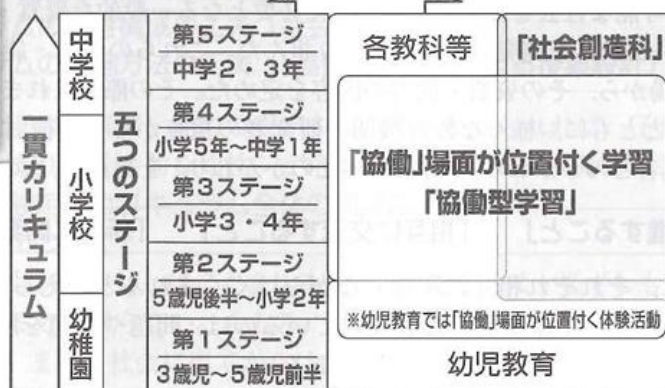 一貫カリキュラム
中学校
小学校
幼稚園
五つのステージ
第5ステージ
中学2・3年
第4ステージ
小学5年~中学1年
第3ステージ
小学3・4年
第2ステージ
5歳児後半~小学2年
第1ステージ
3歳児~5歳児前半
各教科等
「社会創造科」
「協働」場面が位置付く学習
「協働型学習」
※幼児教育では「協働」場面が位置付く体験活動
幼児教育